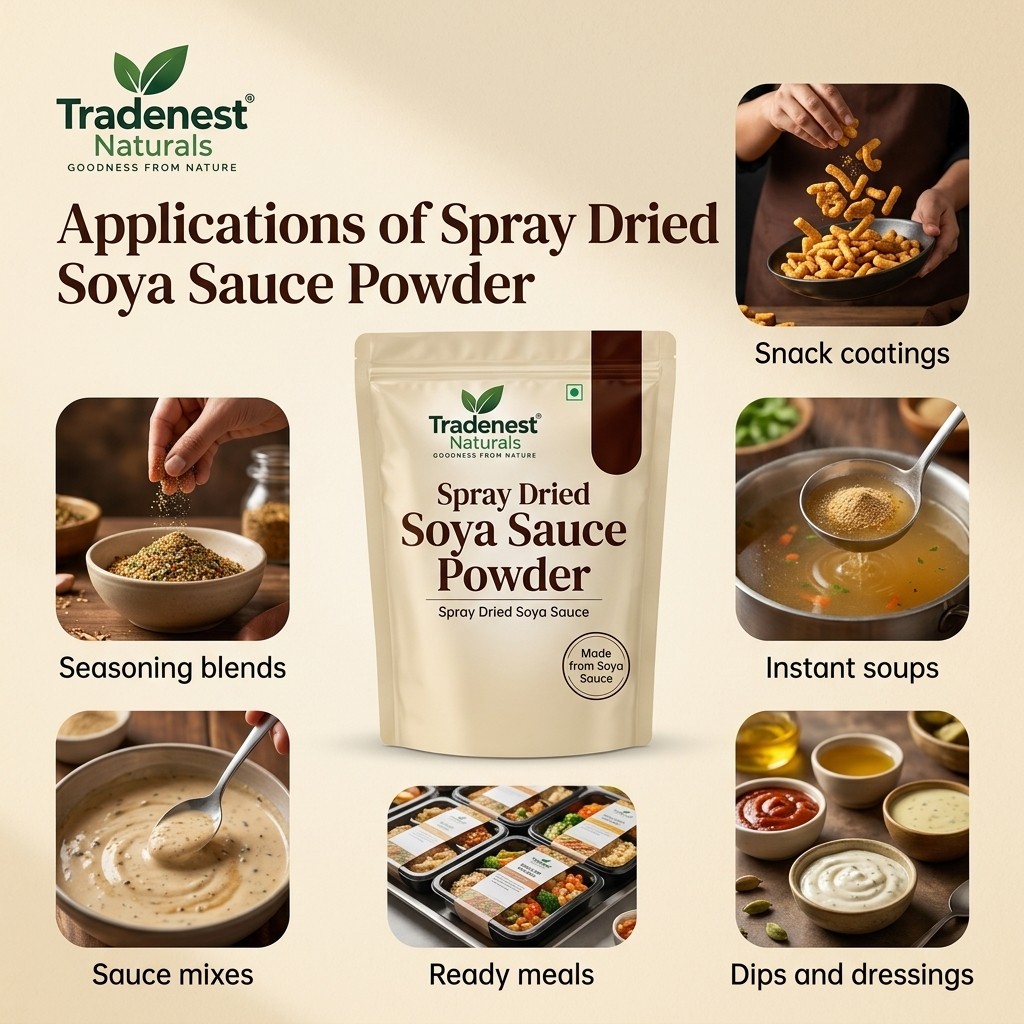 Tradenest®
Naturals
GOODNESS FROM NATURE
Applications of Spray Dried
Soya Sauce Powder
Snack coatings
Tradenest®
Naturals
GOODNESS FROM NATURE
Spray Dried
Soya Sauce
Powder
Spray Dried Soya Sauce
Made
from Soya
Sauce
Seasoning blends
Instant soups
Sauce mixes
Ready meals
Dips and dressings